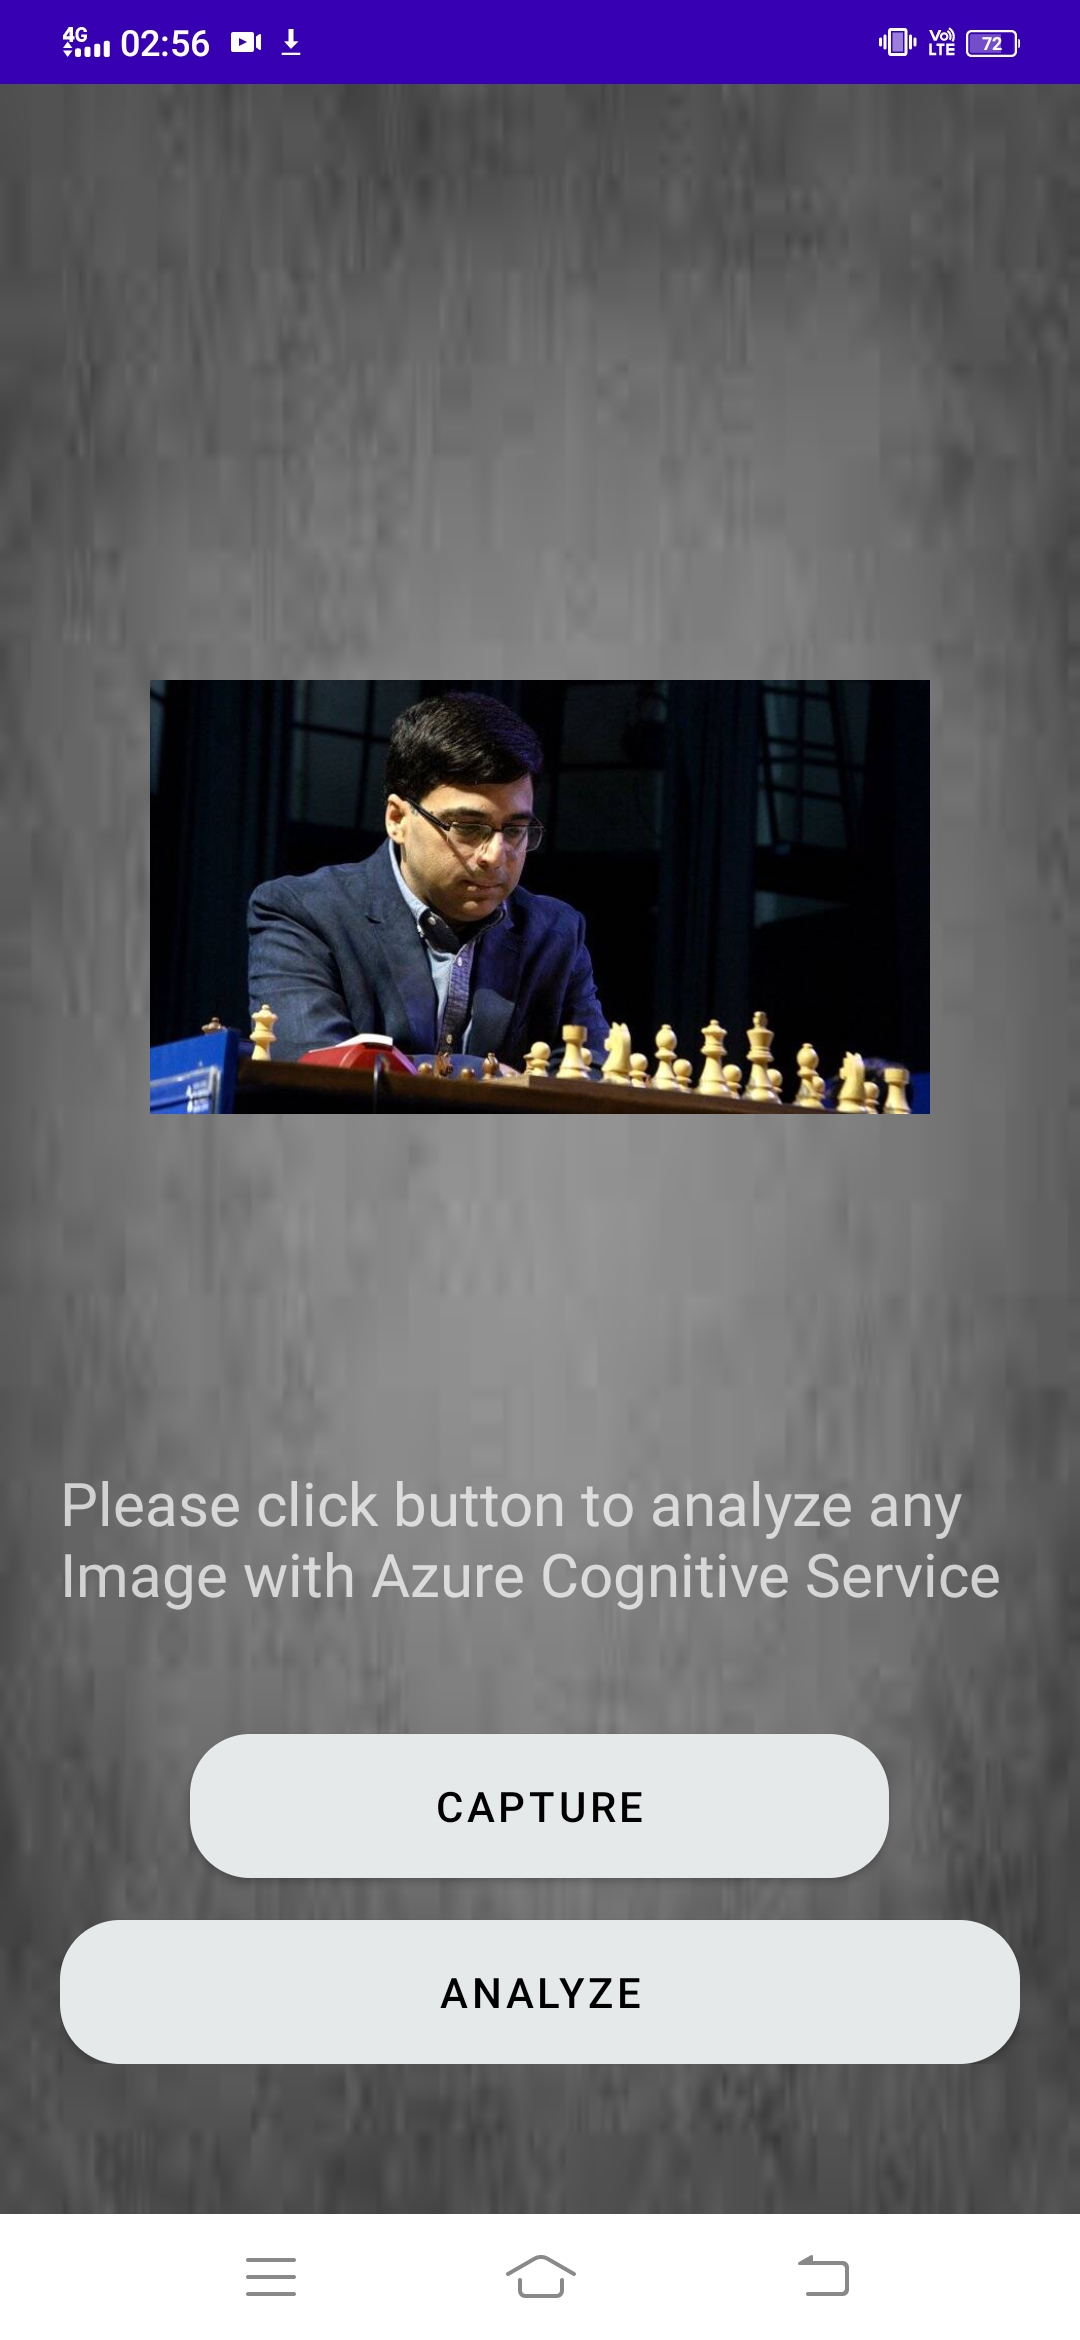 4G 02:56 Vo) LTE 72
Please click button to analyze any
Image with Azure Cognitive Service
CAPTURE
ANALYZE